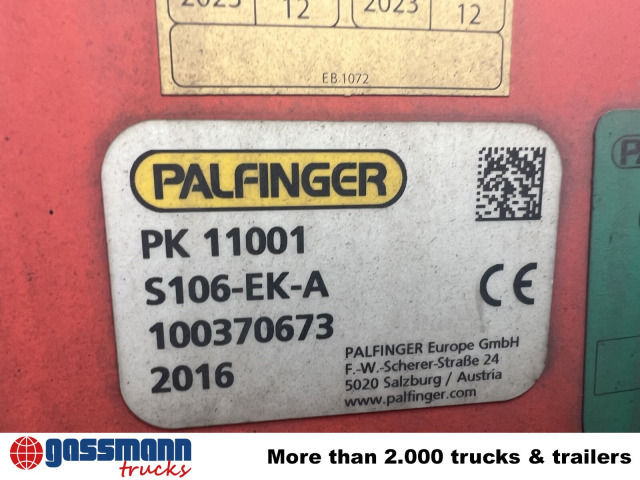 2023 12 2023 12
EB.1072
PALFINGER
PK 11001
S106-EK-A
100370673
2016
CE
PALFINGER Europe GmbH
F.-W.-Scherer-Straße 24
5020 Salzburg / Austria
www.palfinger.com
gassmann
trucks
More than 2.000 trucks & trailers